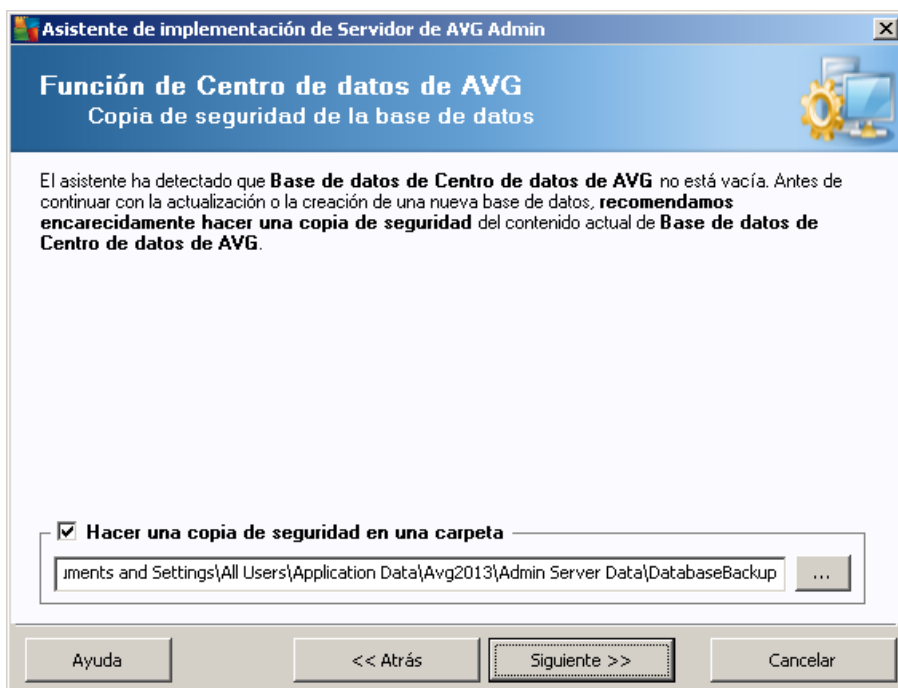 Asistente de implementación de Servidor de AVG Admin
Función de Centro de datos de AVG
Copia de seguridad de la base de datos
El asistente ha detectado que Base de datos de Centro de datos de AVG no está vacía. Antes de
continuar con la actualización o la creación de una nueva base de datos, recomendamos
encarecidamente hacer una copia de seguridad del contenido actual de Base de datos de
Centro de datos de AVG.
Hacer una copia de seguridad en una carpeta
uments and Settings\All Users\Application Data\Avg2013\Admin Server Data\DatabaseBackup
...
Ayuda
<< Atrás
Siguiente >>
Cancelar